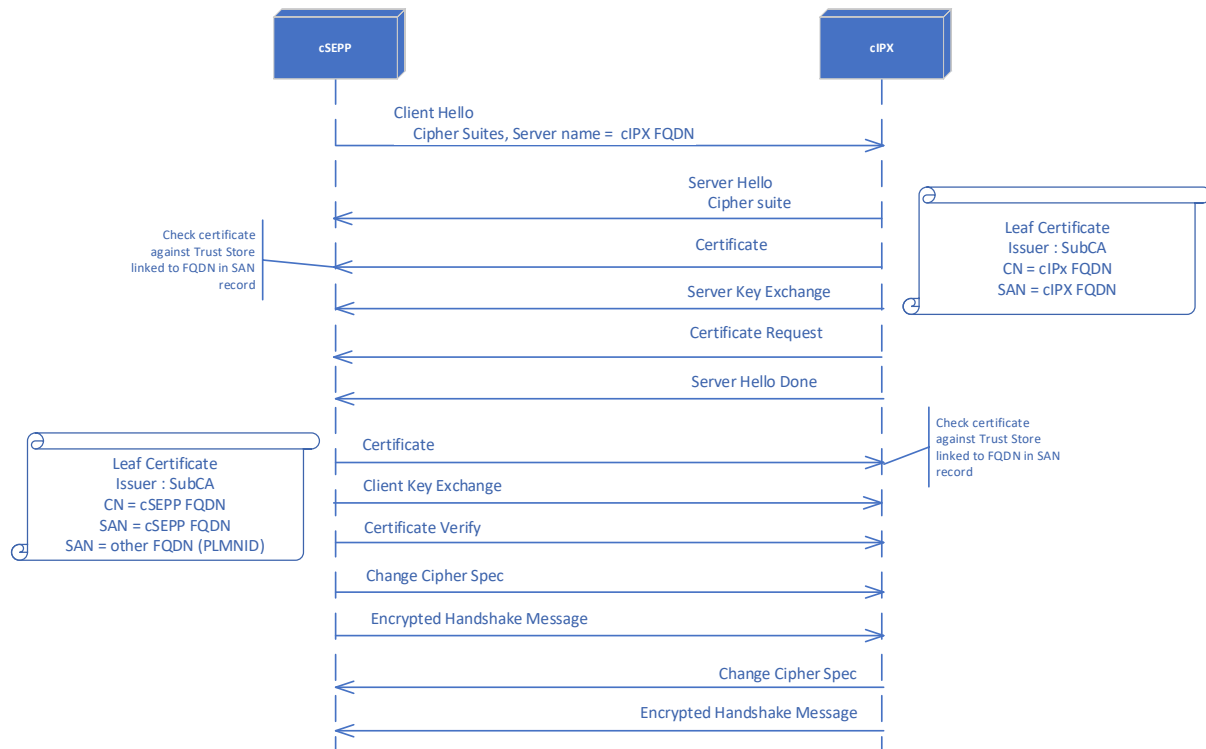 cSEPP
cIPX
Client Hello
Cipher Suites, Server name = cIPX FQDN
Server Hello
Cipher suite
Check certificate
against Trust Store
linked to FQDN in SAN
record
Certificate
Leaf Certificate
Issuer : SubCA
CN = cIPx FQDN
SAN = cIPX FQDN
Server Key Exchange
Certificate Request
Server Hello Done
Check certificate
against Trust Store
linked to FQDN in SAN
record
Certificate
Leaf Certificate
Issuer : SubCA
CN = cSEPP FQDN
SAN = cSEPP FQDN
SAN = other FQDN (PLMNID)
Client Key Exchange
Certificate Verify
Change Cipher Spec
Encrypted Handshake Message
Change Cipher Spec
Encrypted Handshake Message